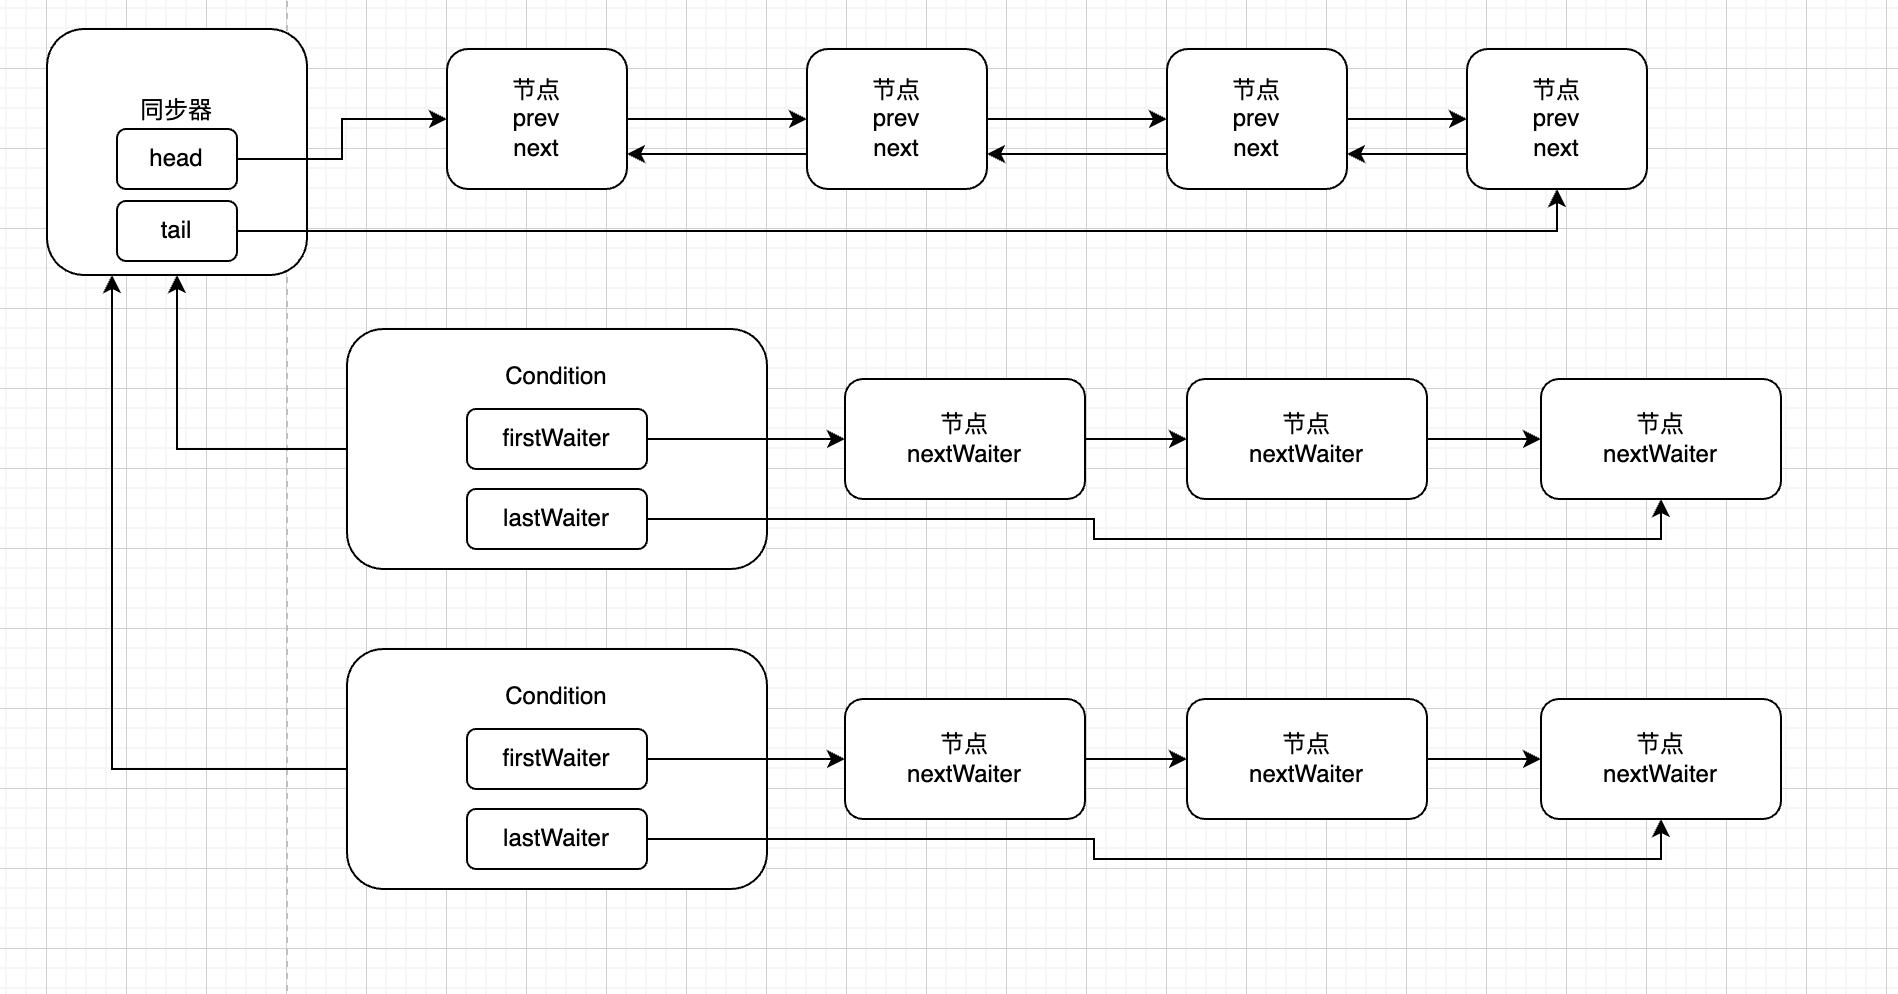 同步器
head
tail
节点
prev
next
节点
prev
next
节点
prev
next
节点
prev
next
Condition
firstWaiter
lastWaiter
节点
nextWaiter
节点
nextWaiter
节点
nextWaiter
Condition
firstWaiter
lastWaiter
节点
nextWaiter
节点
nextWaiter
节点
nextWaiter